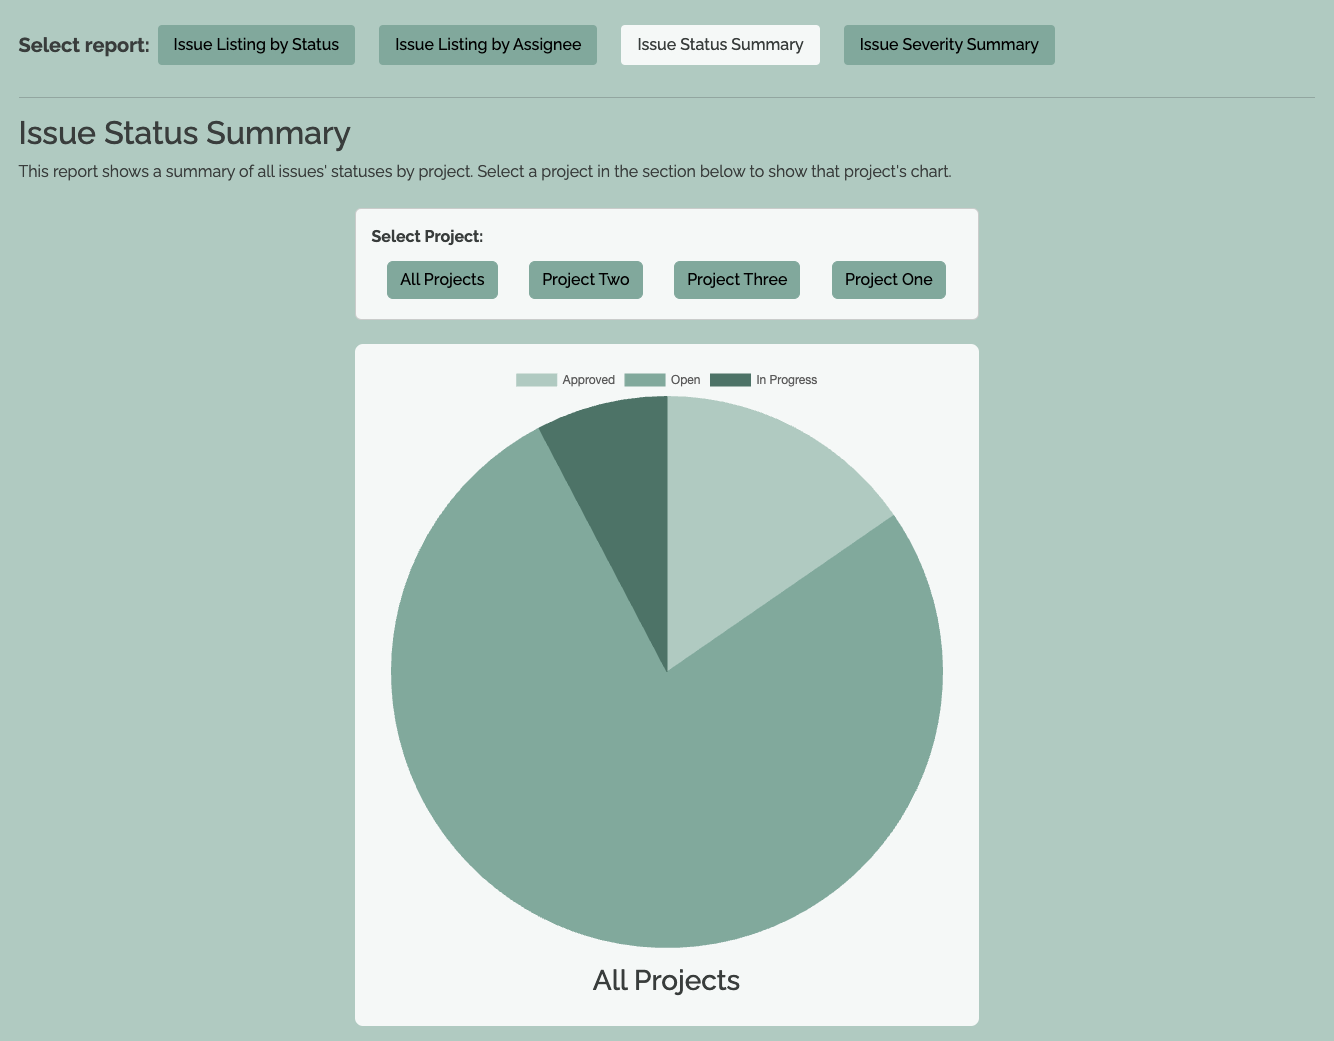 Select report: Issue Listing by Status Issue Listing by Assignee Issue Status Summary Issue Severity Summary
Issue Status Summary
This report shows a summary of all issues' statuses by project. Select a project in the section below to show that project's chart.
Select Project:
All Projects Project Two Project Three Project One
Approved Open In Progress
All Projects